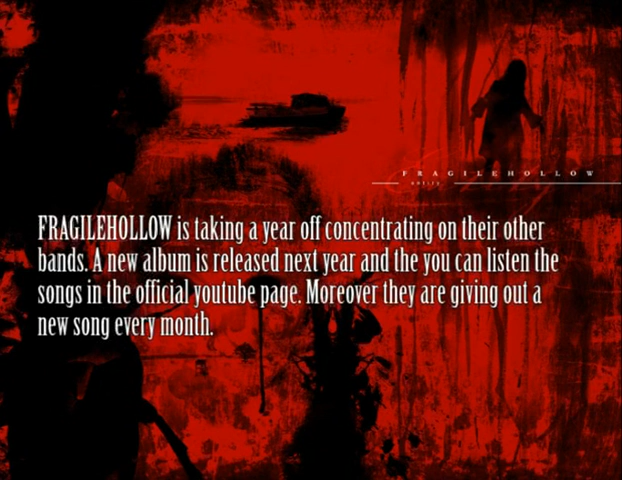 FRAGILEHOLLOW
entity
FRAGILEHOLLOW is taking a year off concentrating on their other
bands. A new album is released next year and the you can listen the
songs in the official youtube page. Moreover they are giving out a
new song every month.